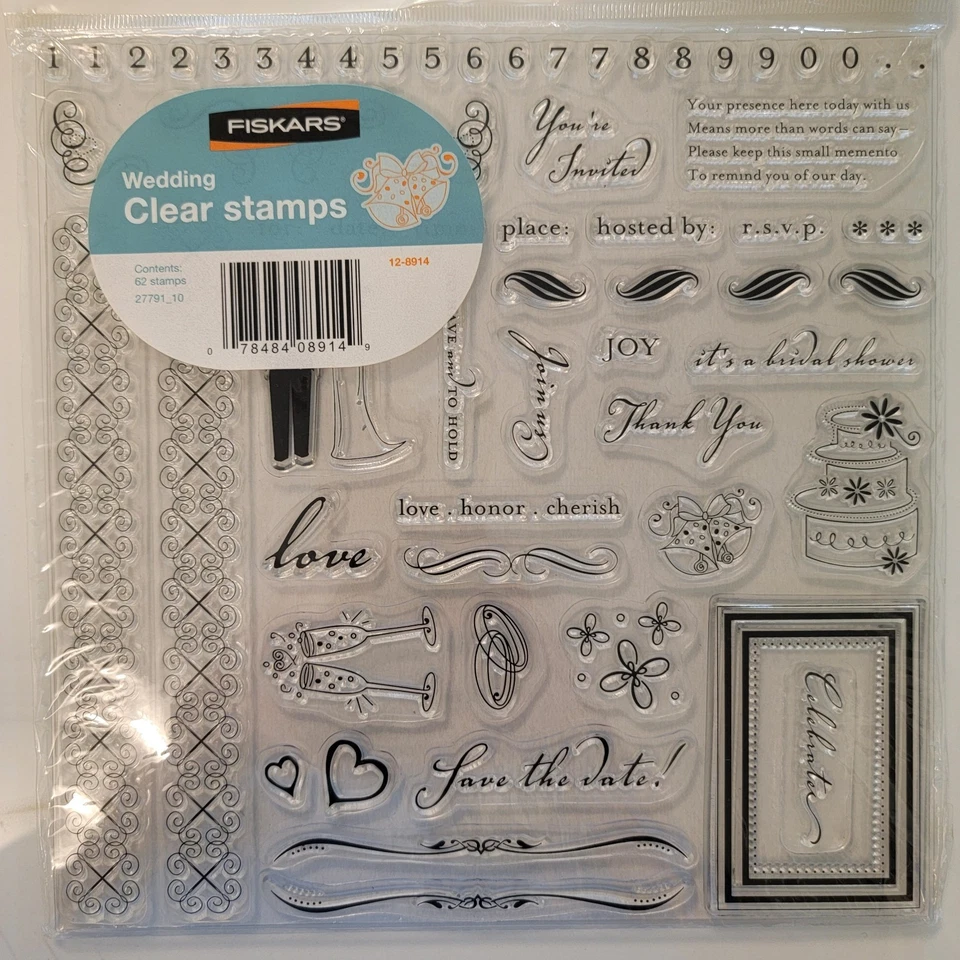 1 1 2 2 3 3 4 4 5 5 6 6 7 7 8 8 9 9 0 0 . .
FISKARS®
Wedding
Clear stamps
Contents:
62 stamps
27791_10
12-8914
0 78484 08914 9
You're
Invited
Your presence here today with us
Means more than words can say—
Please keep this small memento
To remind you of our day.
place: hosted by: r.s.v.p. ***
AND TO HOLD
Join us
JOY
it's a bridal shower
Thank You
love . honor . cherish
love
Save the date!
Celebrate